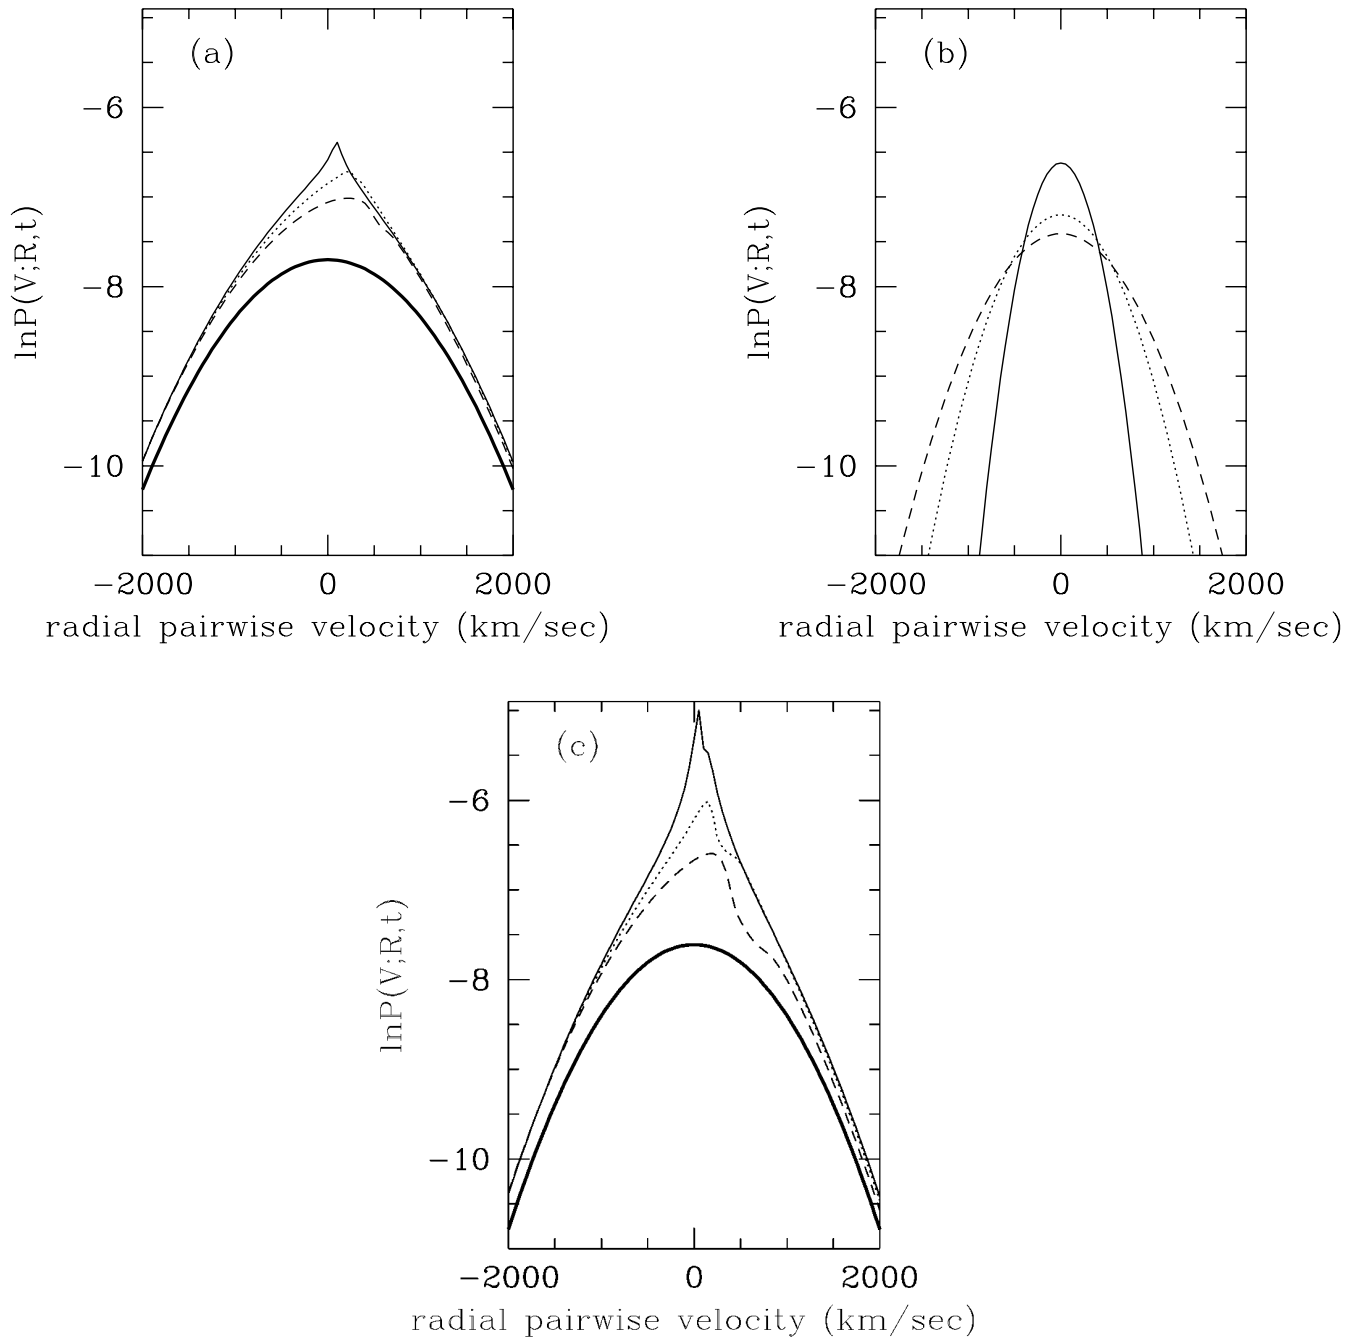 (a)
−6
−8
−10
lnP(V;R,t)
−2000 0 2000
radial pairwise velocity (km/sec)
(b)
−6
−8
−10
lnP(V;R,t)
−2000 0 2000
radial pairwise velocity (km/sec)
(c)
−6
−8
−10
lnP(V;R,t)
−2000 0 2000
radial pairwise velocity (km/sec)